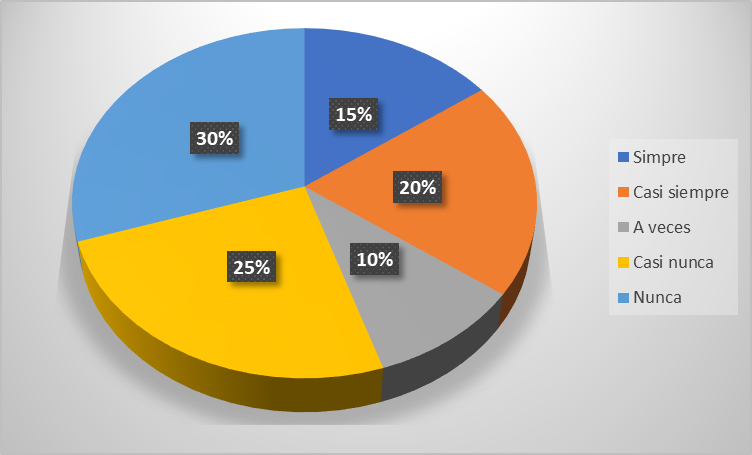 15%
20%
10%
25%
30%
Simpre
Casi siempre
A veces
Casi nunca
Nunca